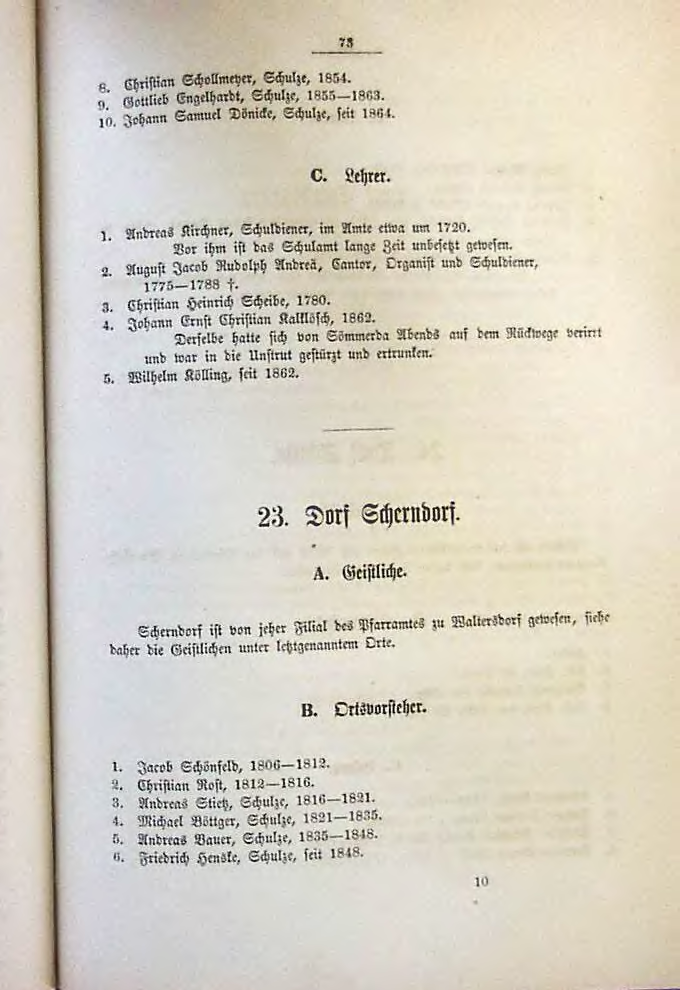 73
8. Christian Schollmeyer, Schulze, 1854.
9. Gottlieb Engelhardt, Schulze, 1855—1863.
10. Johann Samuel Dönicke, Schulze, seit 1864.
C. Lehrer.
1. Andreas Kirchner, Schuldiener, im Amte etwa um 1720.
Vor ihm ist das Schulamt lange Zeit unbesetzt gewesen.
2. August Jacob Rudolph Andreä, Cantor, Organist und Schuldiener,
1775—1788 †.
3. Christian Heinrich Scheibe, 1780.
4. Johann Ernst Christian Kalklösch, 1862.
Derselbe hatte sich von Sömmerda Abends auf dem Rückwege verirrt
und war in die Unstrut gestürzt und ertrunken.
5. Wilhelm Kölling, seit 1862.
23. Dorf Scherndorf.
A. Geistliche.
Scherndorf ist von jeher Filial des Pfarramtes zu Waltersdorf gewesen, siehe
daher die Geistlichen unter letztgenanntem Orte.
B. Ortsvorsteher.
1. Jacob Schönfeld, 1806—1812.
2. Christian Rost, 1812—1816.
3. Andreas Stietz, Schulze, 1816—1821.
4. Michael Böttger, Schulze, 1821—1835.
5. Andreas Bauer, Schulze, 1835—1848.
6. Friedrich Henske, Schulze, seit 1848.
10